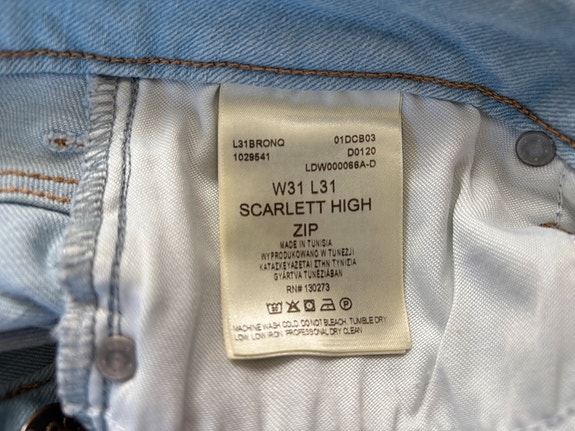 L31BRONQ 01DCB03
1029541 D0120
LDW000066A-D
W31 L31
SCARLETT HIGH
ZIP
MADE IN TUNISIA
WYPRODUKOWANO W TUNEZJI
ΚΑΤΑΣΚΕΥΑΖΕΤΑΙ ΣΤΗΝ ΤΥΝΙΣΙΑ
GYÁRTVA TUNÉZIÁBAN
RN# 130273
MACHINE WASH COLD. DO NOT BLEACH. TUMBLE DRY
LOW. LOW IRON. PROFESSIONAL DRY CLEAN